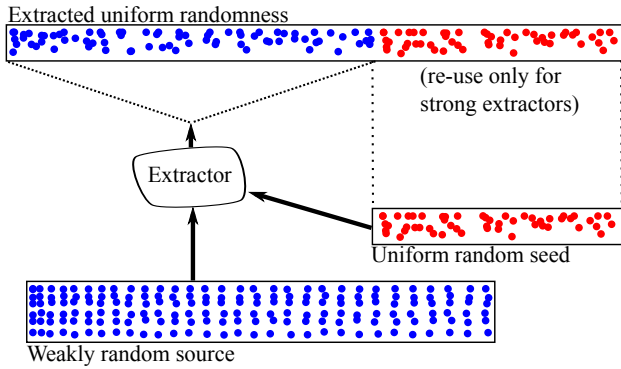 Extracted uniform randomness
(re-use only for
strong extractors)
Extractor
Uniform random seed
Weakly random source